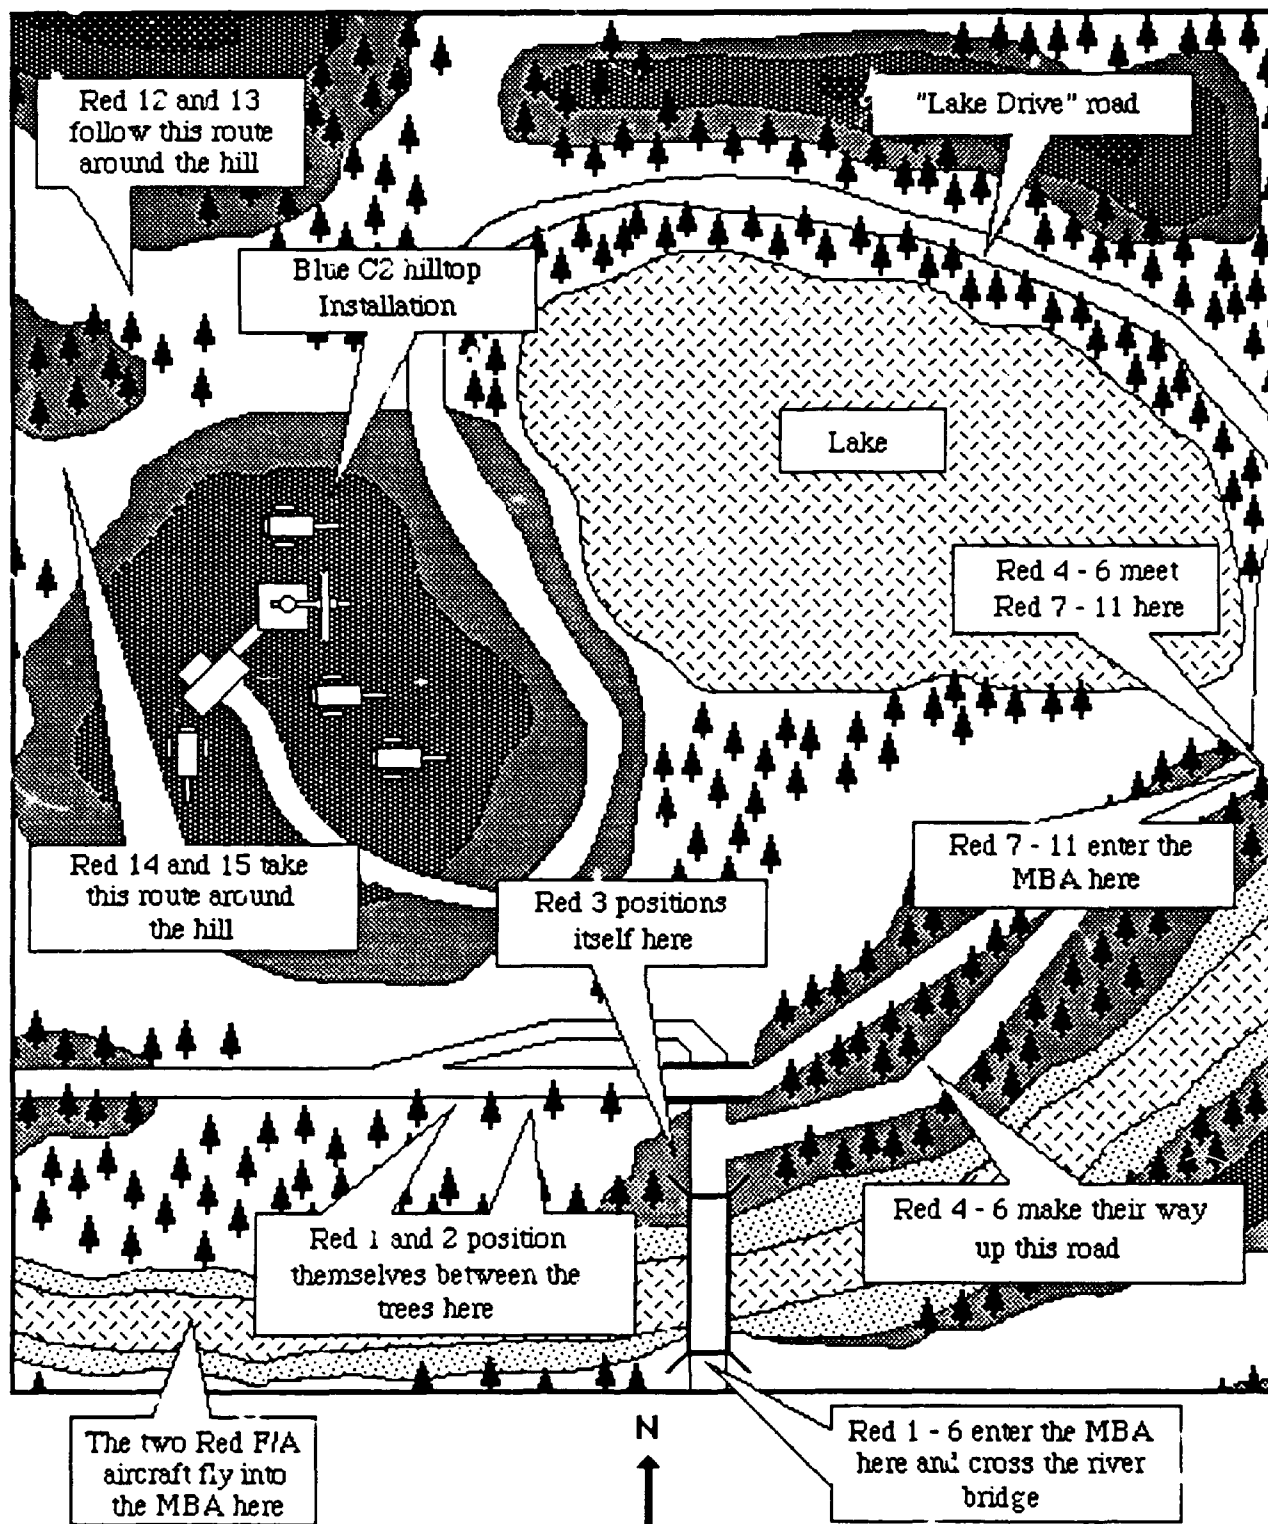 Red 12 and 13
follow this route
around the hill
"Lake Drive" road
Blue C2 hilltop
Installation
Lake
Red 4 - 6 meet
Red 7 - 11 here
Red 14 and 15 take
this route around
the hill
Red 7 - 11 enter the
MBA here
Red 3 positions
itself here
Red 4 - 6 make their way
up this road
Red 1 and 2 position
themselves between the
trees here
The two Red F/A
aircraft fly into
the MBA here
N
Red 1 - 6 enter the MBA
here and cross the river
bridge